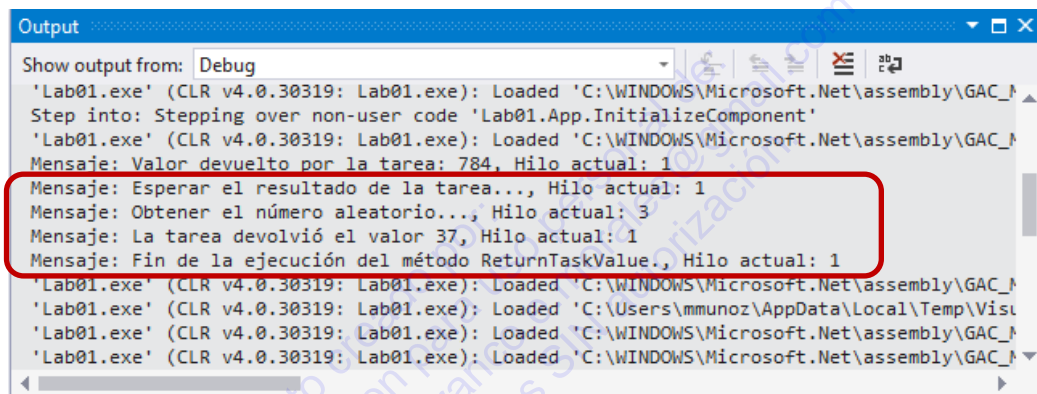 Output
Show output from: Debug
'Lab01.exe' (CLR v4.0.30319: Lab01.exe): Loaded 'C:\WINDOWS\Microsoft.Net\assembly\GAC_M
Step into: Stepping over non-user code 'Lab01.App.InitializeComponent'
'Lab01.exe' (CLR v4.0.30319: Lab01.exe): Loaded 'C:\WINDOWS\Microsoft.Net\assembly\GAC_M
Mensaje: Valor devuelto por la tarea: 784, Hilo actual: 1
Mensaje: Esperar el resultado de la tarea..., Hilo actual: 1
Mensaje: Obtener el número aleatorio..., Hilo actual: 3
Mensaje: La tarea devolvió el valor 37, Hilo actual: 1
Mensaje: Fin de la ejecución del método ReturnTaskValue., Hilo actual: 1
'Lab01.exe' (CLR v4.0.30319: Lab01.exe): Loaded 'C:\WINDOWS\Microsoft.Net\assembly\GAC_M
'Lab01.exe' (CLR v4.0.30319: Lab01.exe): Loaded 'C:\Users\mmunoz\AppData\Local\Temp\Visu
'Lab01.exe' (CLR v4.0.30319: Lab01.exe): Loaded 'C:\WINDOWS\Microsoft.Net\assembly\GAC_M
'Lab01.exe' (CLR v4.0.30319: Lab01.exe): Loaded 'C:\WINDOWS\Microsoft.Net\assembly\GAC_M